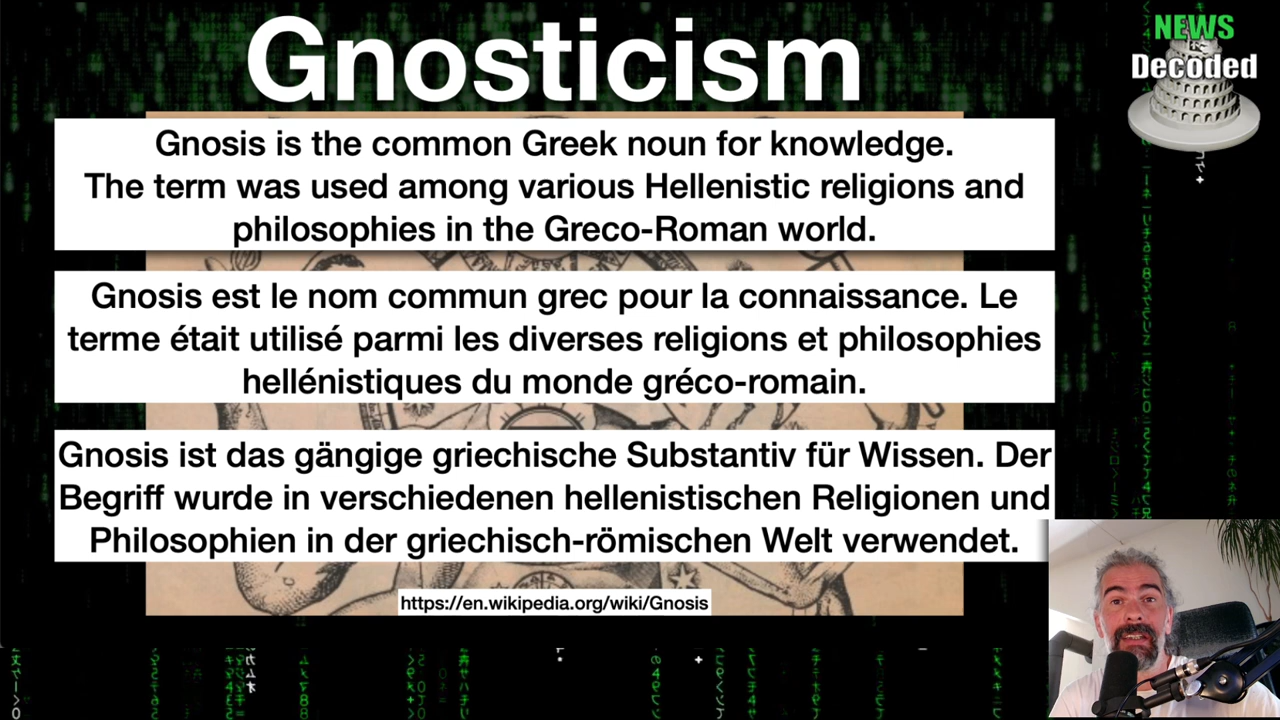 Gnosticism
NEWS
Decoded
Gnosis is the common Greek noun for knowledge.
The term was used among various Hellenistic religions and
philosophies in the Greco-Roman world.
Gnosis est le nom commun grec pour la connaissance. Le
terme était utilisé parmi les diverses religions et philosophies
hellénistiques du monde gréco-romain.
Gnosis ist das gängige griechische Substantiv für Wissen. Der
Begriff wurde in verschiedenen hellenistischen Religionen und
Philosophien in der griechisch-römischen Welt verwendet.
https://en.wikipedia.org/wiki/Gnosis